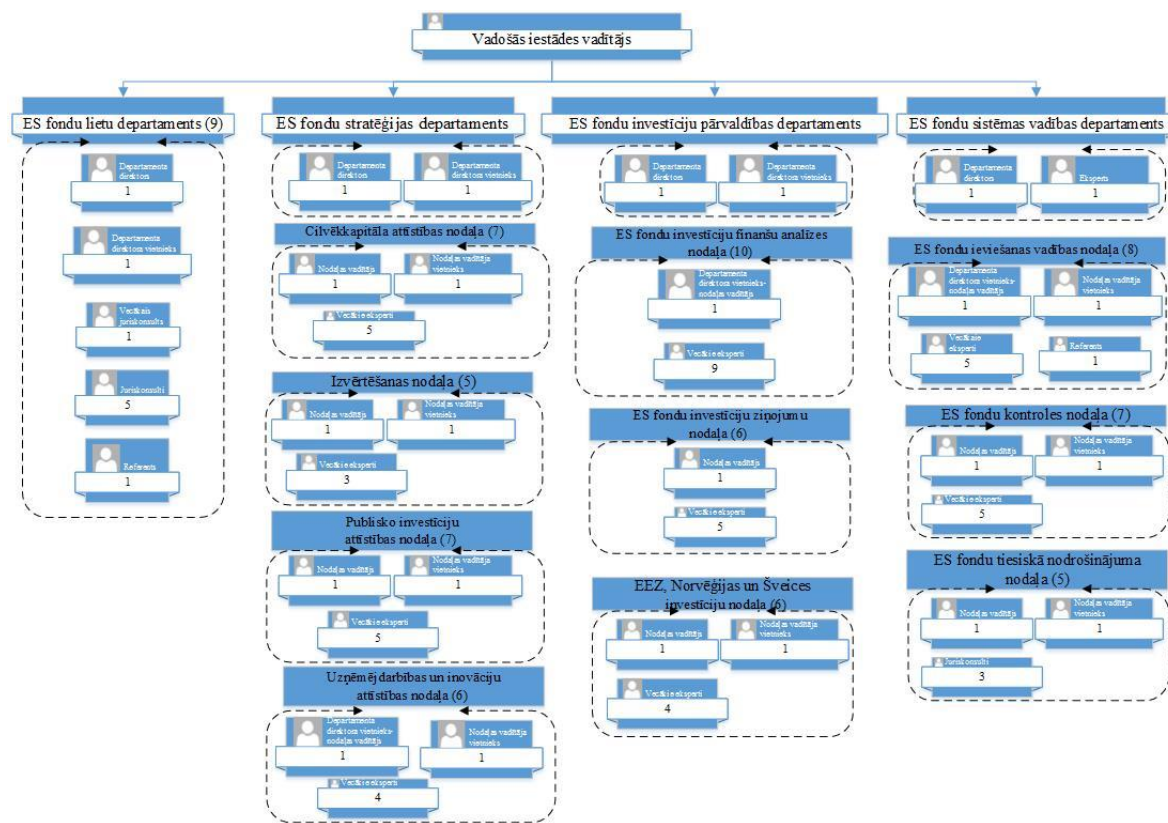 Vadošās iestādes vadītājs
ES fondu lietu departaments (9)
Departamenta
direktors
1
Departamenta
direktora vietnieks
1
Vecākais
juriskonsults
1
Juriskonsulti
5
Referents
1
ES fondu stratēģijas departaments
Departamenta
direktors
1
Departamenta
direktora vietnieks
1
Cilvēkkapitāla attīstības nodaļa (7)
Nodaļas vadītājs
1
Nodaļas vadītāja
vietnieks
1
Vecākie eksperti
5
Izvērtēšanas nodaļa (5)
Nodaļas vadītājs
1
Nodaļas vadītāja
vietnieks
1
Vecākie eksperti
3
Publisko investīciju
attīstības nodaļa (7)
Nodaļas vadītājs
1
Nodaļas vadītāja
vietnieks
1
Vecākie eksperti
5
Uzņēmējdarbības un inovāciju
attīstības nodaļa (6)
Departamenta
direktora vietnieks-
nodaļas vadītājs
1
Nodaļas vadītāja
vietnieks
1
Vecākie eksperti
4
ES fondu investīciju pārvaldības departaments
Departamenta
direktors
1
Departamenta
direktora vietnieks
1
ES fondu investīciju finanšu analīzes
nodaļa (10)
Departamenta
direktora vietnieks-
nodaļas vadītājs
1
Vecākie eksperti
9
ES fondu investīciju ziņojumu
nodaļa (6)
Nodaļas vadītājs
1
Vecākie eksperti
5
EEZ, Norvēģijas un Šveices
investīciju nodaļa (6)
Nodaļas vadītājs
1
Nodaļas vadītāja
vietnieks
1
Vecākie eksperti
4
ES fondu sistēmas vadības departaments
Departamenta
direktors
1
Eksperts
1
ES fondu ieviešanas vadības nodaļa (8)
Departamenta
direktora vietnieks-
nodaļas vadītājs
1
Nodaļas vadītāja
vietnieks
1
Vecākaie
eksperti
5
Referents
1
ES fondu kontroles nodaļa (7)
Nodaļas vadītājs
1
Nodaļas vadītāja
vietnieks
1
Vecākie eksperti
5
ES fondu tiesiskā nodrošinājuma
nodaļa (5)
Nodaļas vadītājs
1
Nodaļas vadītāja
vietnieks
1
Juriskonsulti
3